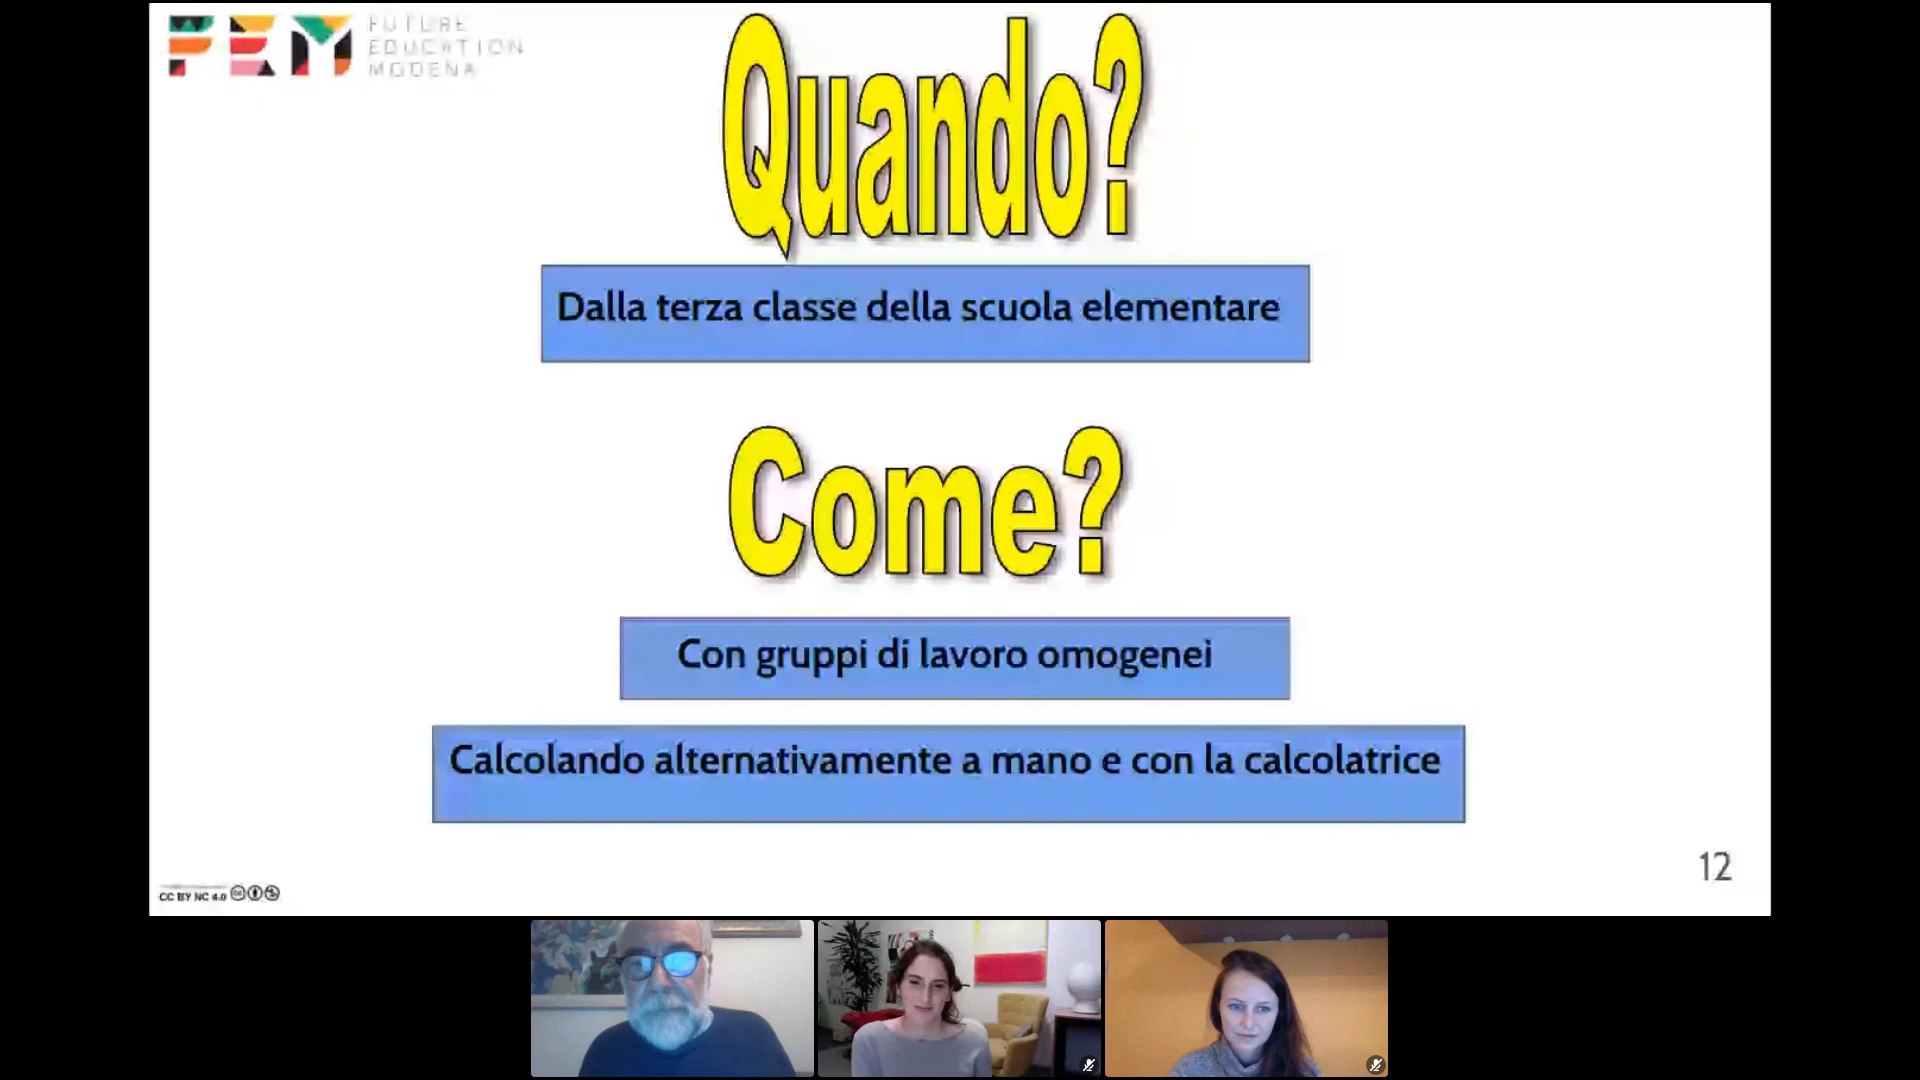 FEM
FUTURE
EDUCATION
MODENA
Quando?
Dalla terza classe della scuola elementare
Come?
Con gruppi di lavoro omogenei
Calcolando alternativamente a mano e con la calcolatrice
12
CC BY NC 4.0